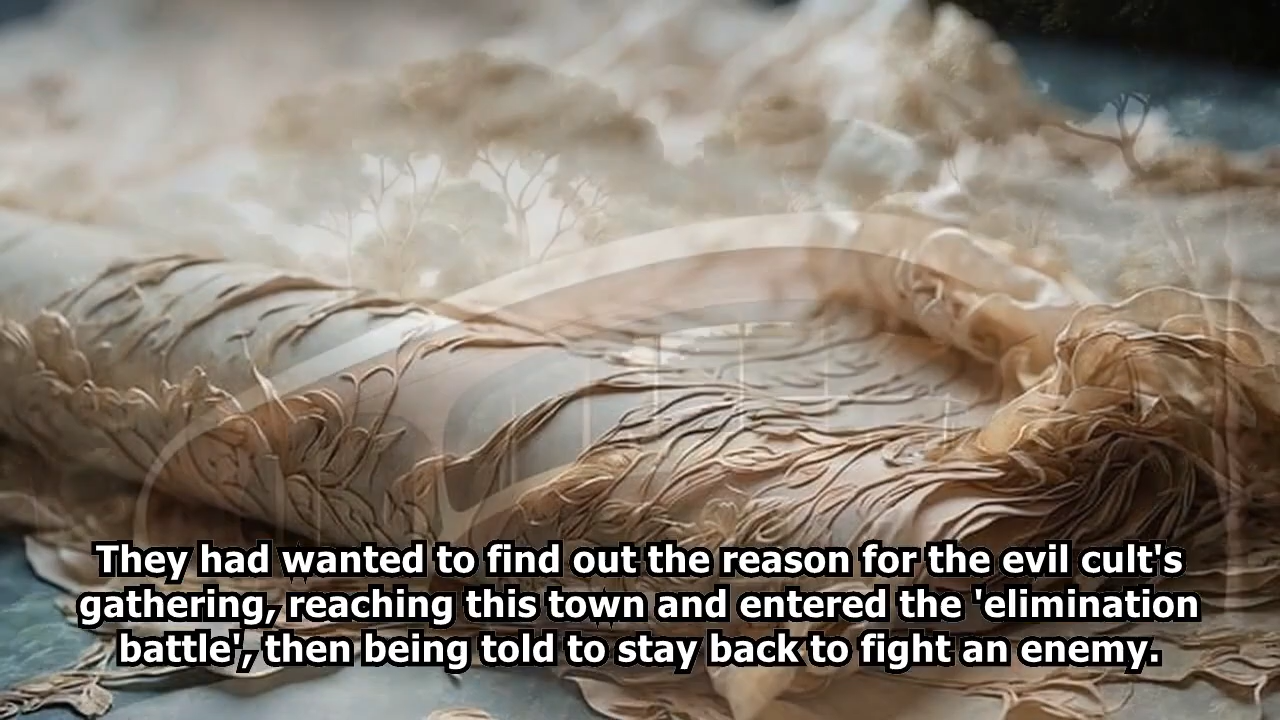 They had wanted to find out the reason for the evil cult's
gathering, reaching this town and entered the 'elimination
battle', then being told to stay back to fight an enemy.